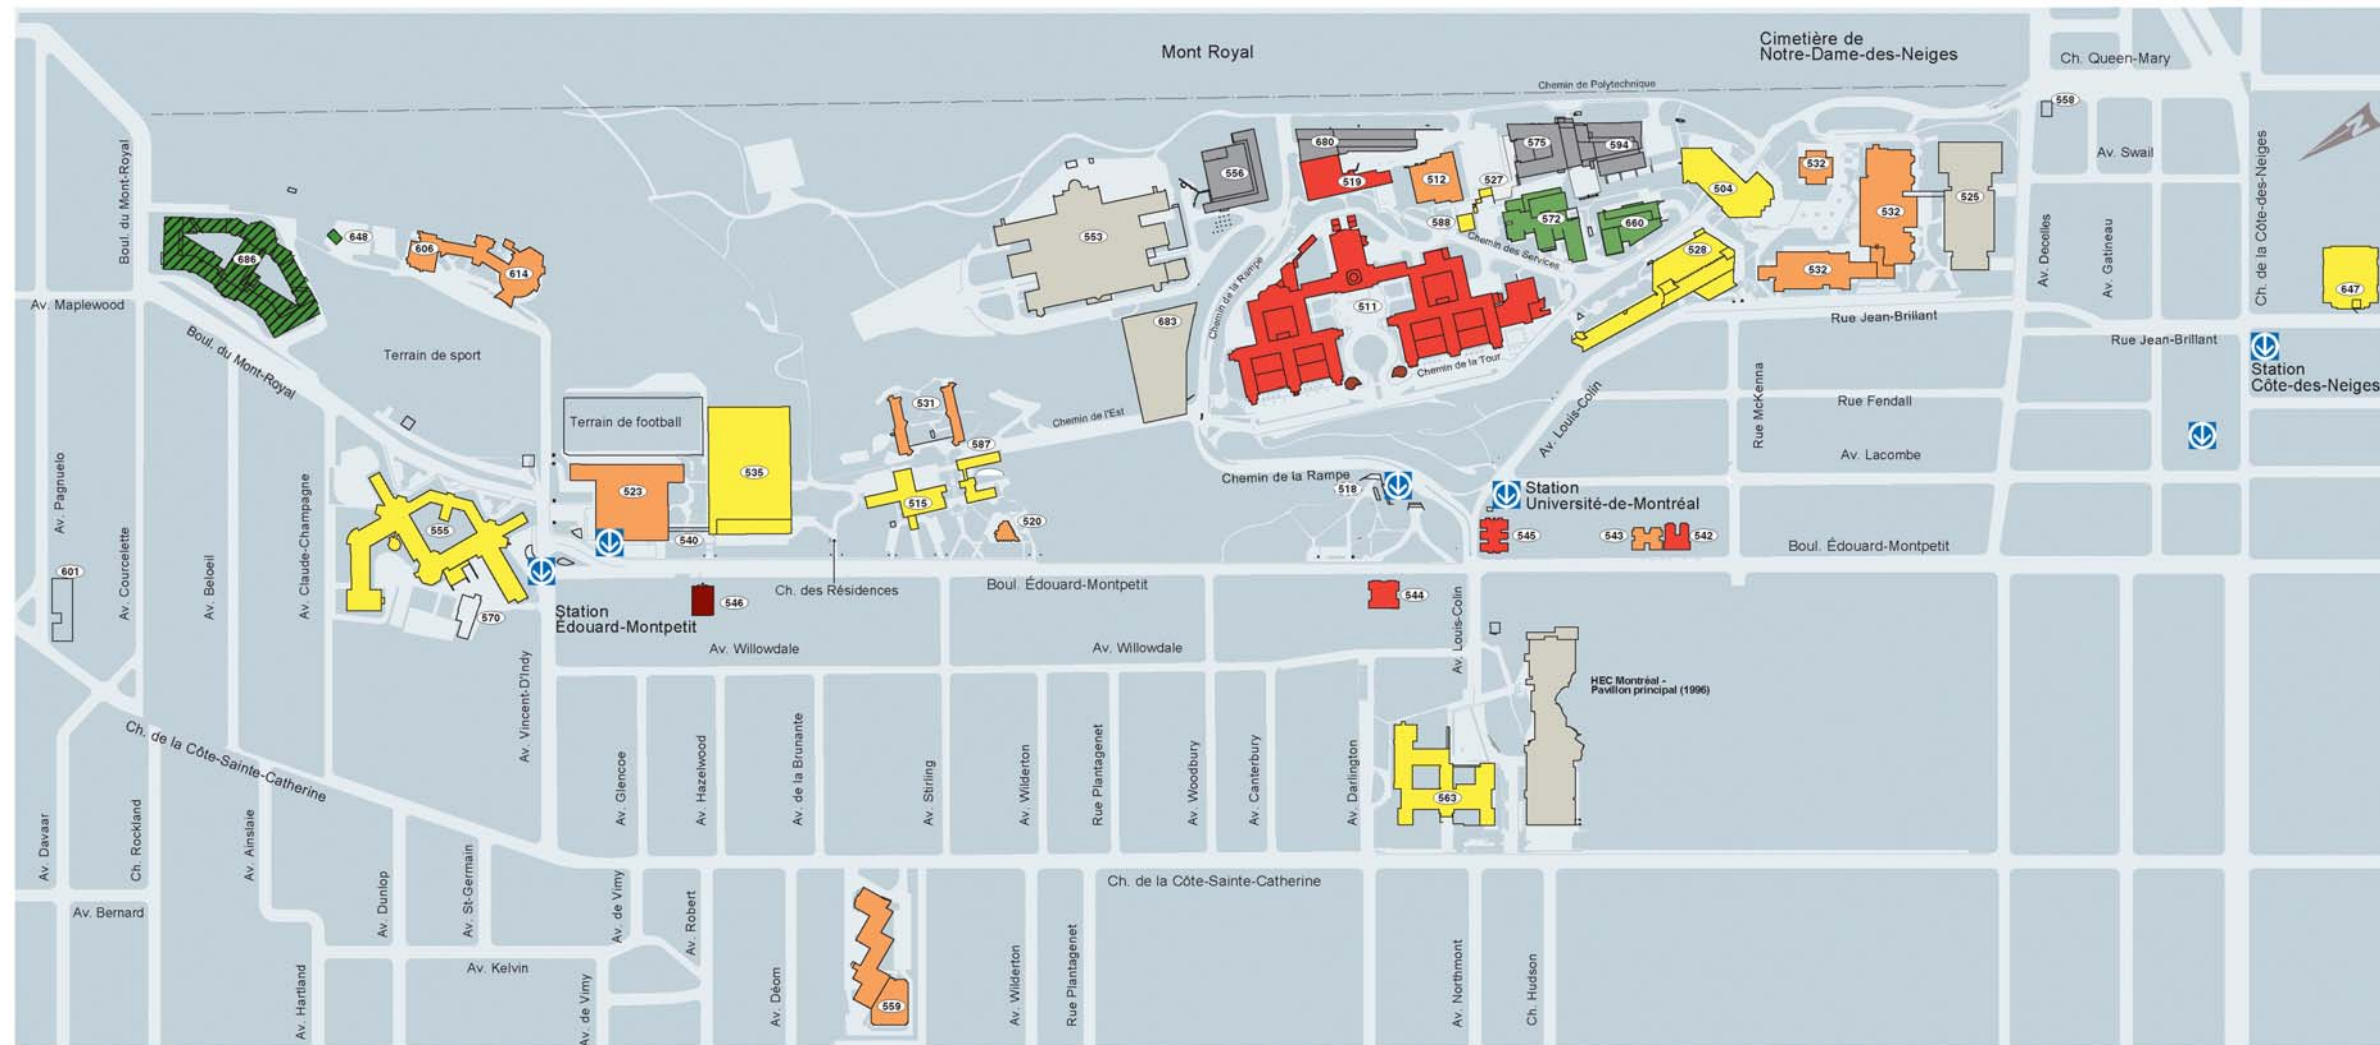 Mont Royal
Cimetière de
Notre-Dame-des-Neiges
Ch. Queen-Mary
Chemin de Polytechnique
558
N
Av. Swail
Boul. du Mont-Royal
Ch. de la Côte-des-Neiges
556
680
519
512
527
575
594
504
532
532
525
588
572
660
528
532
Chemin des Services
Av. Decelles
Av. Gatineau
647
648
686
606
614
553
683
511
Chemin de la Rampe
Chemin de la Tour
Av. Maplewood
Boul. du Mont-Royal
Terrain de sport
Rue Jean-Brillant
Rue Jean-Brillant
Station
Côte-des-Neiges
Rue McKenna
Rue Fendall
Av. Louis-Colin
Av. Lacombe
Terrain de football
531
587
Chemin de l'Est
535
523
515
520
540
Chemin de la Rampe
518
Station
Université-de-Montréal
545
543
542
Boul. Édouard-Montpetit
Av. Pagnuelo
Av. Courcelette
Av. Beloeil
Av. Claude-Champagne
555
601
570
Station
Édouard-Montpetit
546
Ch. des Résidences
Boul. Édouard-Montpetit
544
Av. Louis-Colin
Av. Willowdale
Av. Willowdale
HEC Montréal -
Pavillon principal (1996)
563
Av. Vincent-D'Indy
Ch. de la Côte-Sainte-Catherine
Av. Glencoe
Av. Hazelwood
Av. de la Brunante
Av. Stirling
Av. Wilderton
Rue Plantagenet
Av. Woodbury
Av. Canterbury
Av. Darlington
Av. Davaar
Ch. Rockland
Av. Ainslaie
Av. Dunlop
Av. St-Germain
Av. de Vimy
Av. Robert
Ch. de la Côte-Sainte-Catherine
Av. Bernard
Av. Kelvin
Av. Hartland
Av. de Vimy
Av. Déom
559
Av. Wilderton
Rue Plantagenet
Av. Northmont
Ch. Hudson